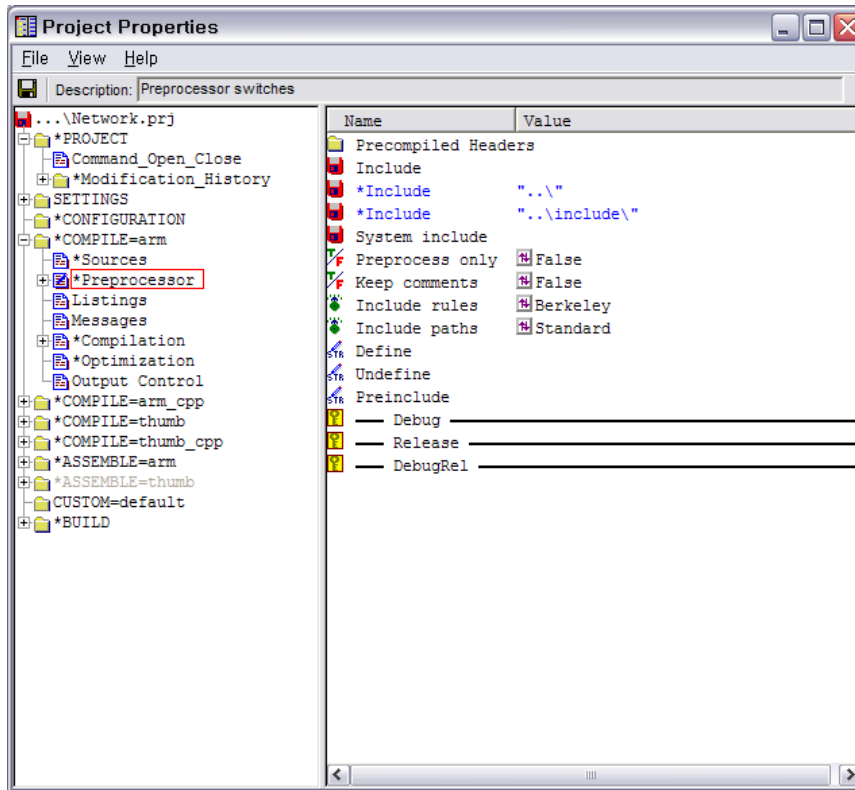 Project Properties
File View Help
Description: Preprocessor switches
...\Network.prj
*PROJECT
Command_Open_Close
*Modification_History
SETTINGS
*CONFIGURATION
*COMPILE=arm
*Sources
*Preprocessor
Listings
Messages
*Compilation
*Optimization
Output Control
*COMPILE=arm_cpp
*COMPILE=thumb
*COMPILE=thumb_cpp
*ASSEMBLE=arm
*ASSEMBLE=thumb
CUSTOM=default
*BUILD
Name Value
Precompiled Headers
Include
*Include "..\"
*Include "..\include\"
System include
T/F Preprocess only False
T/F Keep comments False
Include rules Berkeley
Include paths Standard
STR Define
STR Undefine
STR Preinclude
Debug
Release
DebugRel